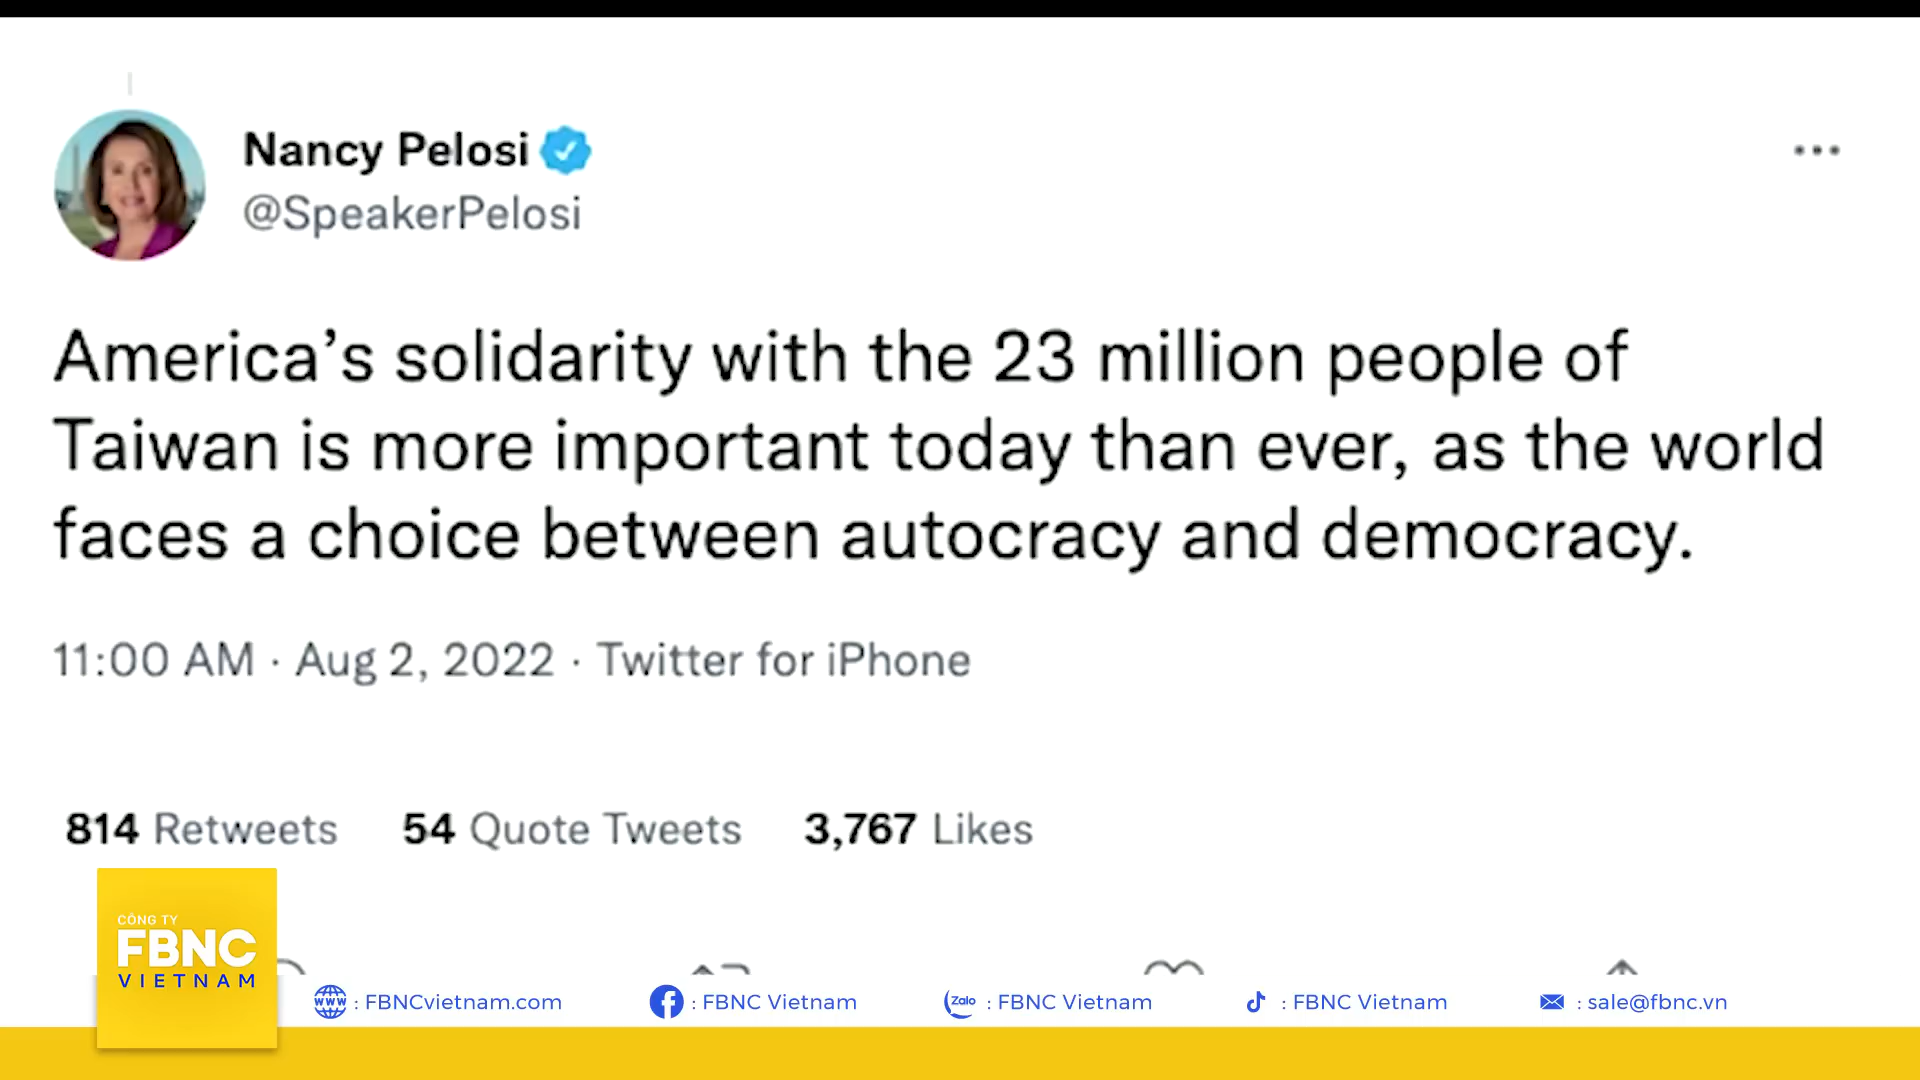 Nancy Pelosi
@SpeakerPelosi
America’s solidarity with the 23 million people of
Taiwan is more important today than ever, as the world
faces a choice between autocracy and democracy.
11:00 AM · Aug 2, 2022 · Twitter for iPhone
814 Retweets 54 Quote Tweets 3,767 Likes
CÔNG TY
FBNC
VIETNAM
www : FBNCvietnam.com : FBNC Vietnam Zalo : FBNC Vietnam : FBNC Vietnam : sale@fbnc.vn